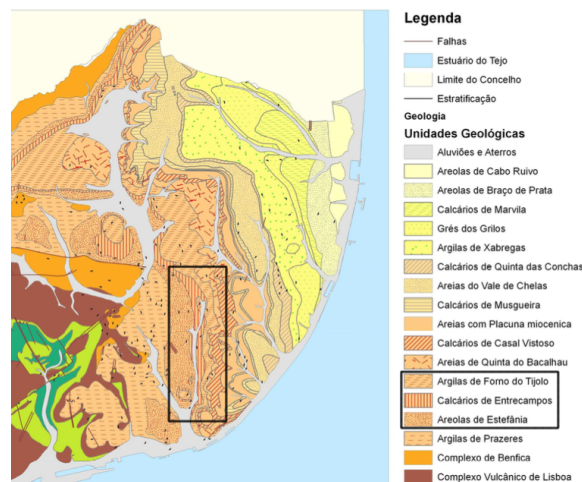 Legenda
Falhas
Estuário do Tejo
Limite do Concelho
Estratificação
Geologia
Unidades Geológicas
Aluviões e Aterros
Areolas de Cabo Ruivo
Areolas de Braço de Prata
Calcários de Marvila
Grés dos Grilos
Argilas de Xabregas
Calcários de Quinta das Conchas
Areias do Vale de Chelas
Calcários de Musgueira
Areias com Placuna miocenica
Calcários de Casal Vistoso
Areias de Quinta do Bacalhau
Argilas de Forno do Tijolo
Calcários de Entrecampos
Areolas de Estefânia
Argilas de Prazeres
Complexo de Benfica
Complexo Vulcânico de Lisboa